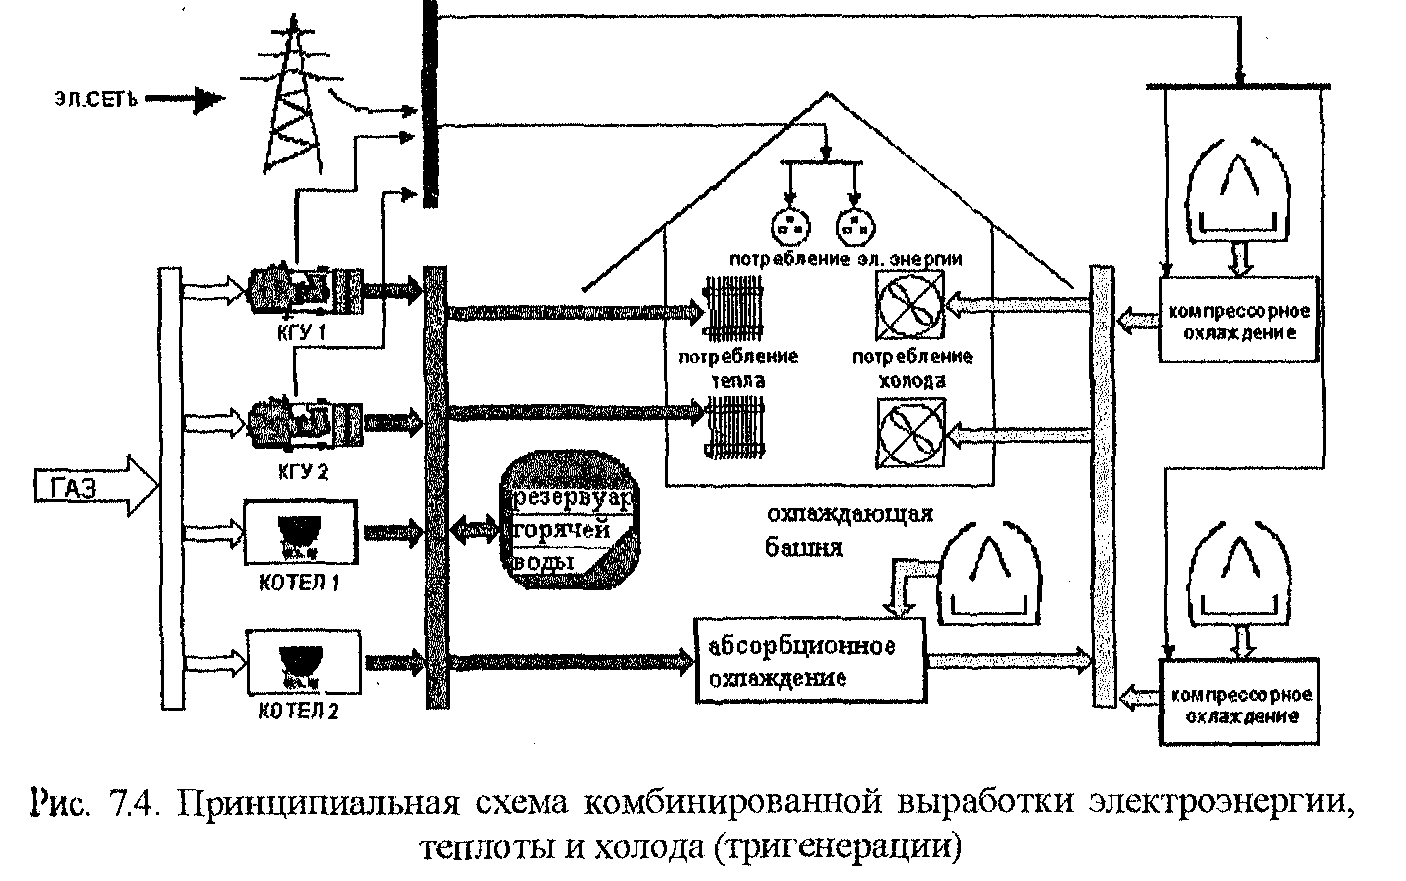 ЭЛ.СЕТЬ
потребление эл. энергии
КГУ 1
компрессорное
охлаждение
потребление
тепла
потребление
холода
КГУ 2
ГАЗ
резервуар
горячей
воды
охлаждающая
башня
КОТЕЛ 1
абсорбционное
охлаждение
КОТЕЛ 2
компрессорное
охлаждение
Рис. 7.4. Принципиальная схема комбинированной выработки электроэнергии,
теплоты и холода (тригенерации)